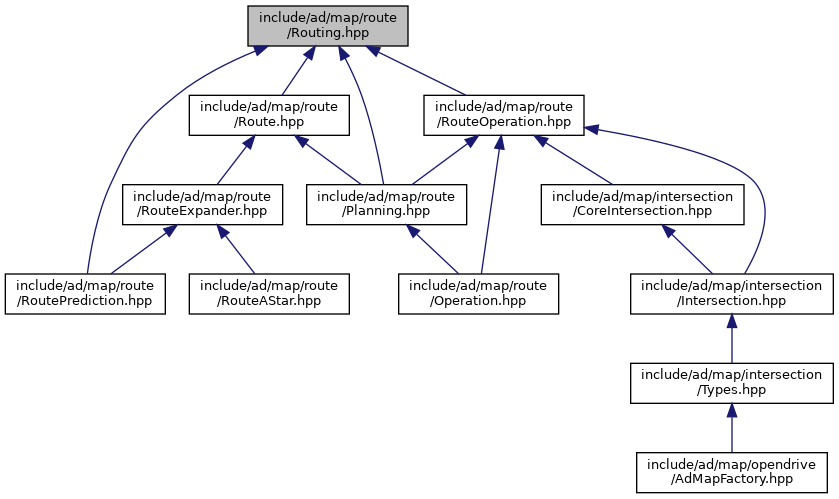 include/ad/map/route
/Routing.hpp
include/ad/map/route
/Route.hpp
include/ad/map/route
/RouteOperation.hpp
include/ad/map/route
/RouteExpander.hpp
include/ad/map/route
/Planning.hpp
include/ad/map/intersection
/CoreIntersection.hpp
include/ad/map/route
/RoutePrediction.hpp
include/ad/map/route
/RouteAStar.hpp
include/ad/map/route
/Operation.hpp
include/ad/map/intersection
/Intersection.hpp
include/ad/map/intersection
/Types.hpp
include/ad/map/opendrive
/AdMapFactory.hpp